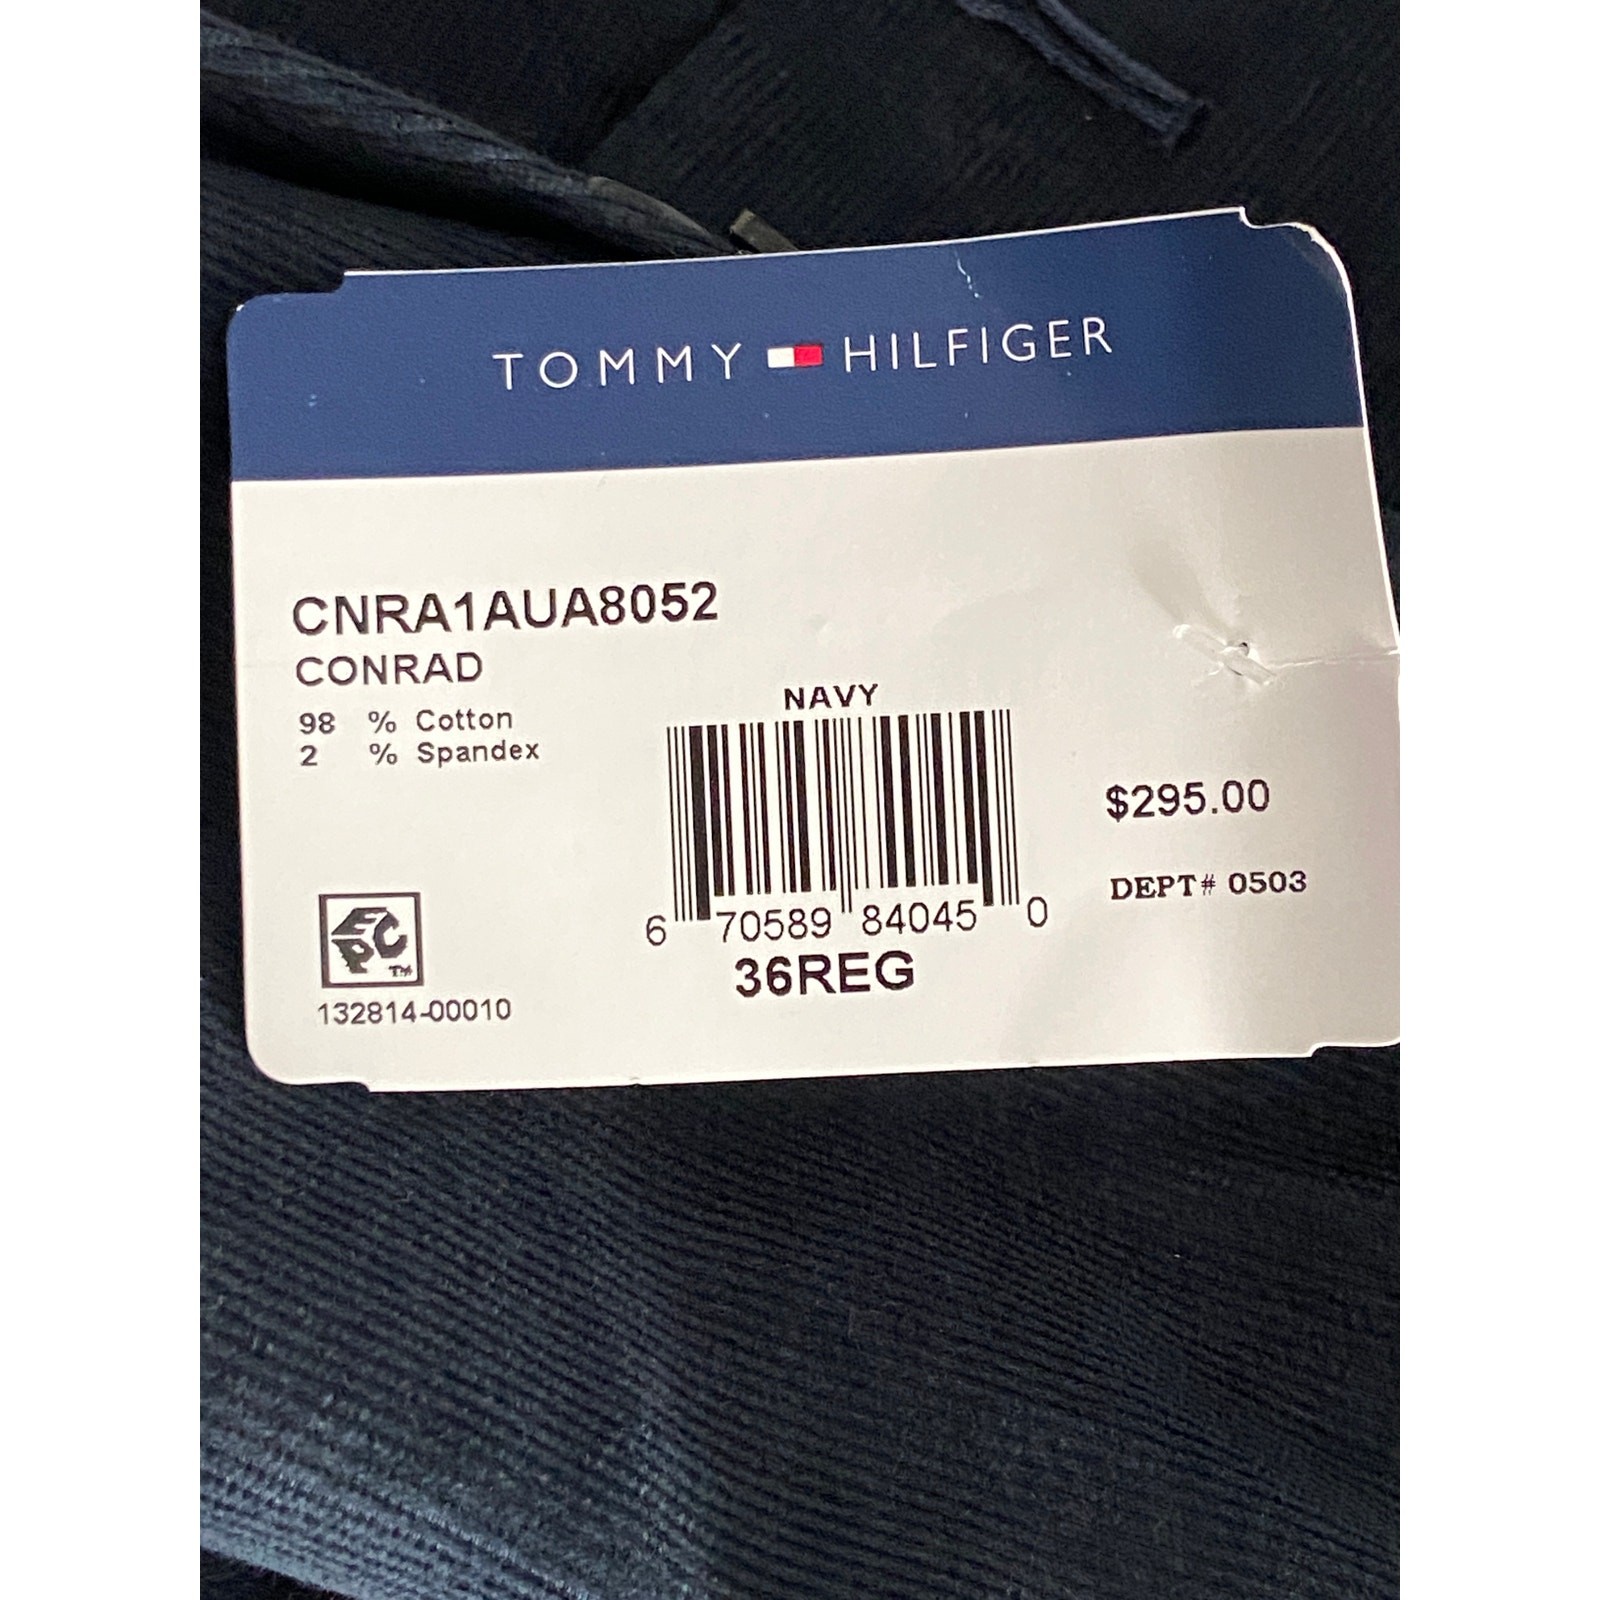 TOMMY HILFIGER
CNRA1AUA8052
CONRAD
98 % Cotton
2 % Spandex
NAVY
6 70589 84045 0
36REG
$295.00
DEPT# 0503
EPC TM
132814-00010